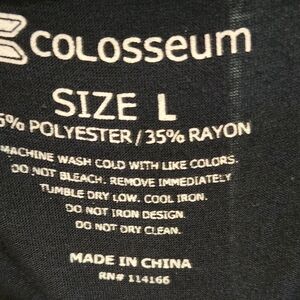 COLOSSEUM
SIZE L
5% POLYESTER / 35% RAYON
MACHINE WASH COLD WITH LIKE COLORS.
DO NOT BLEACH. REMOVE IMMEDIATELY
TUMBLE DRY LOW. COOL IRON.
DO NOT IRON DESIGN.
DO NOT DRY CLEAN.
MADE IN CHINA
RN# 114166